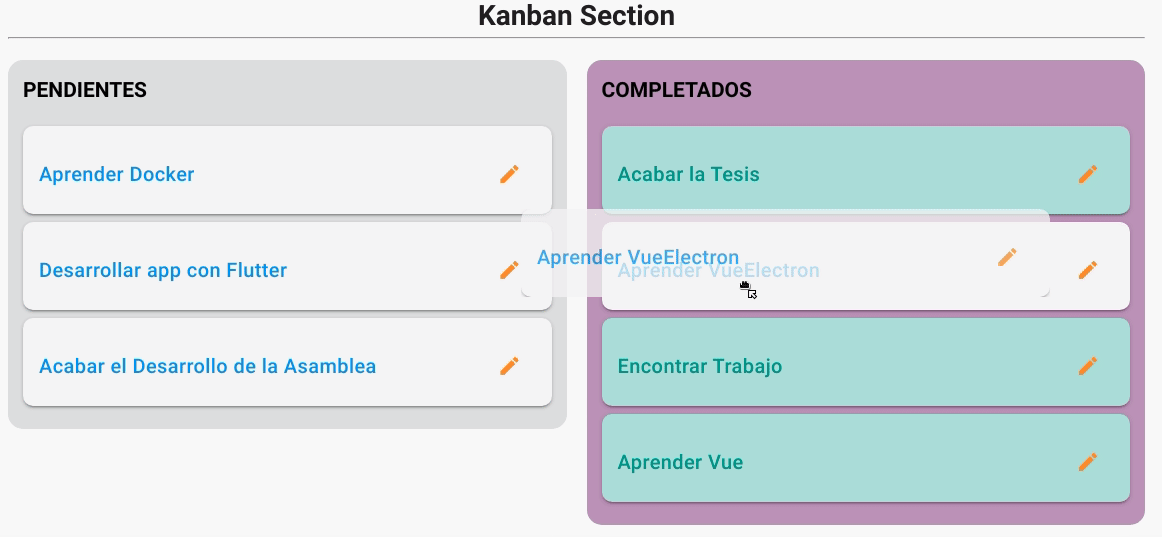 Kanban Section
PENDIENTES
Aprender Docker
Desarrollar app con Flutter
Acabar el Desarrollo de la Asamblea
COMPLETADOS
Acabar la Tesis
Aprender VueElectron
Aprender VueElectron
Encontrar Trabajo
Aprender Vue